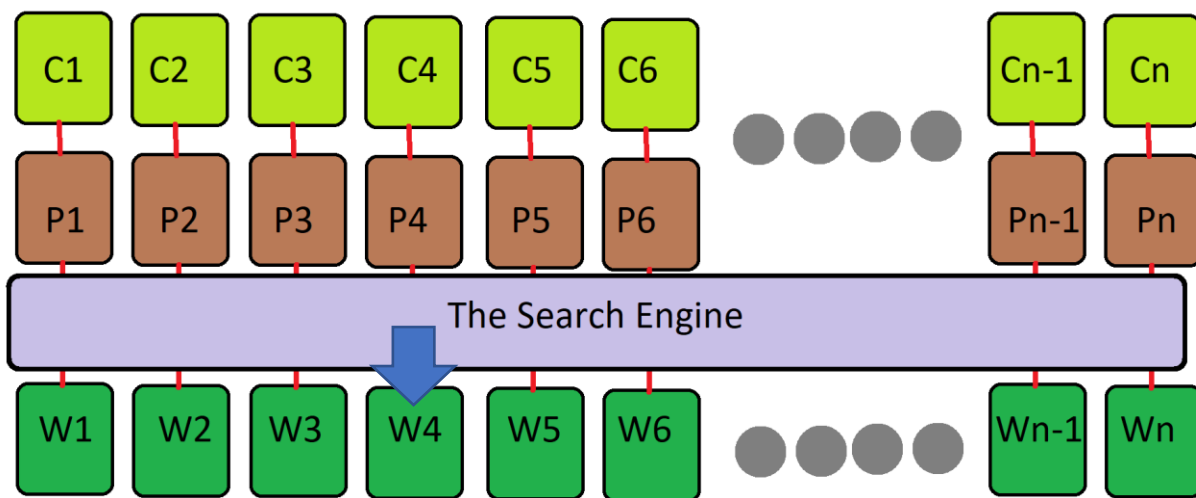 C1 C2 C3 C4 C5 C6 Cn-1 Cn
P1 P2 P3 P4 P5 P6 Pn-1 Pn
The Search Engine
W1 W2 W3 W4 W5 W6 Wn-1 Wn